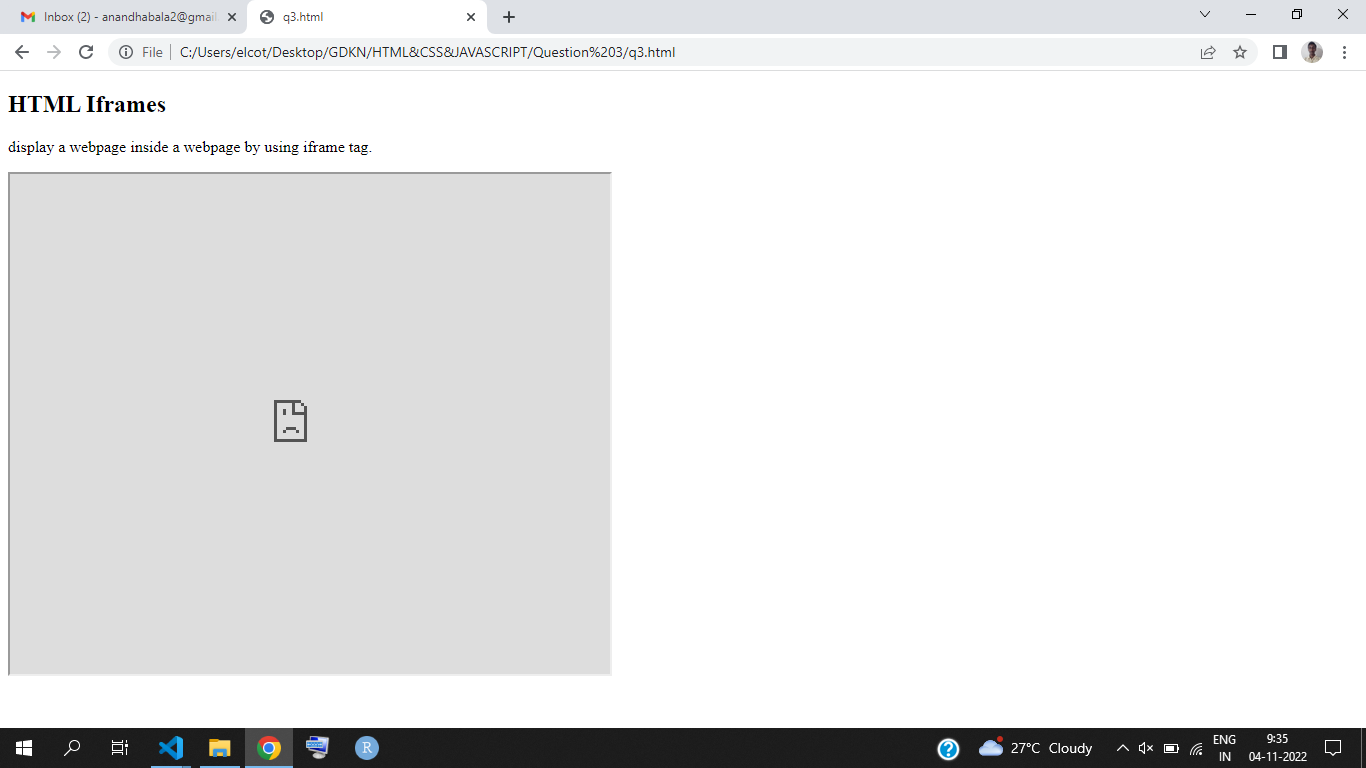 Inbox (2) - anandhabala2@gmail
q3.html
File
C:/Users/elcot/Desktop/GDKN/HTML&CSS&JAVASCRIPT/Question%203/q3.html
HTML Iframes
display a webpage inside a webpage by using iframe tag.
R
?
27°C Cloudy
ENG
IN
9:35
04-11-2022